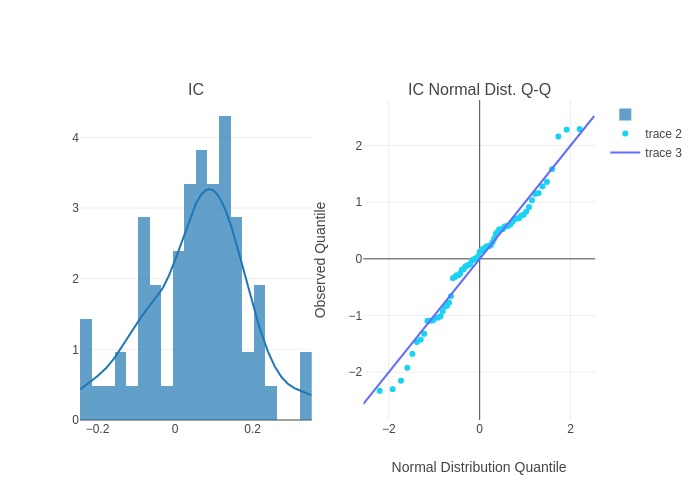 IC
IC Normal Dist. Q-Q
4
3
2
1
0
−0.2
0
0.2
Observed Quantile
2
1
0
−1
−2
−2
0
2
Normal Distribution Quantile
trace 2
trace 3